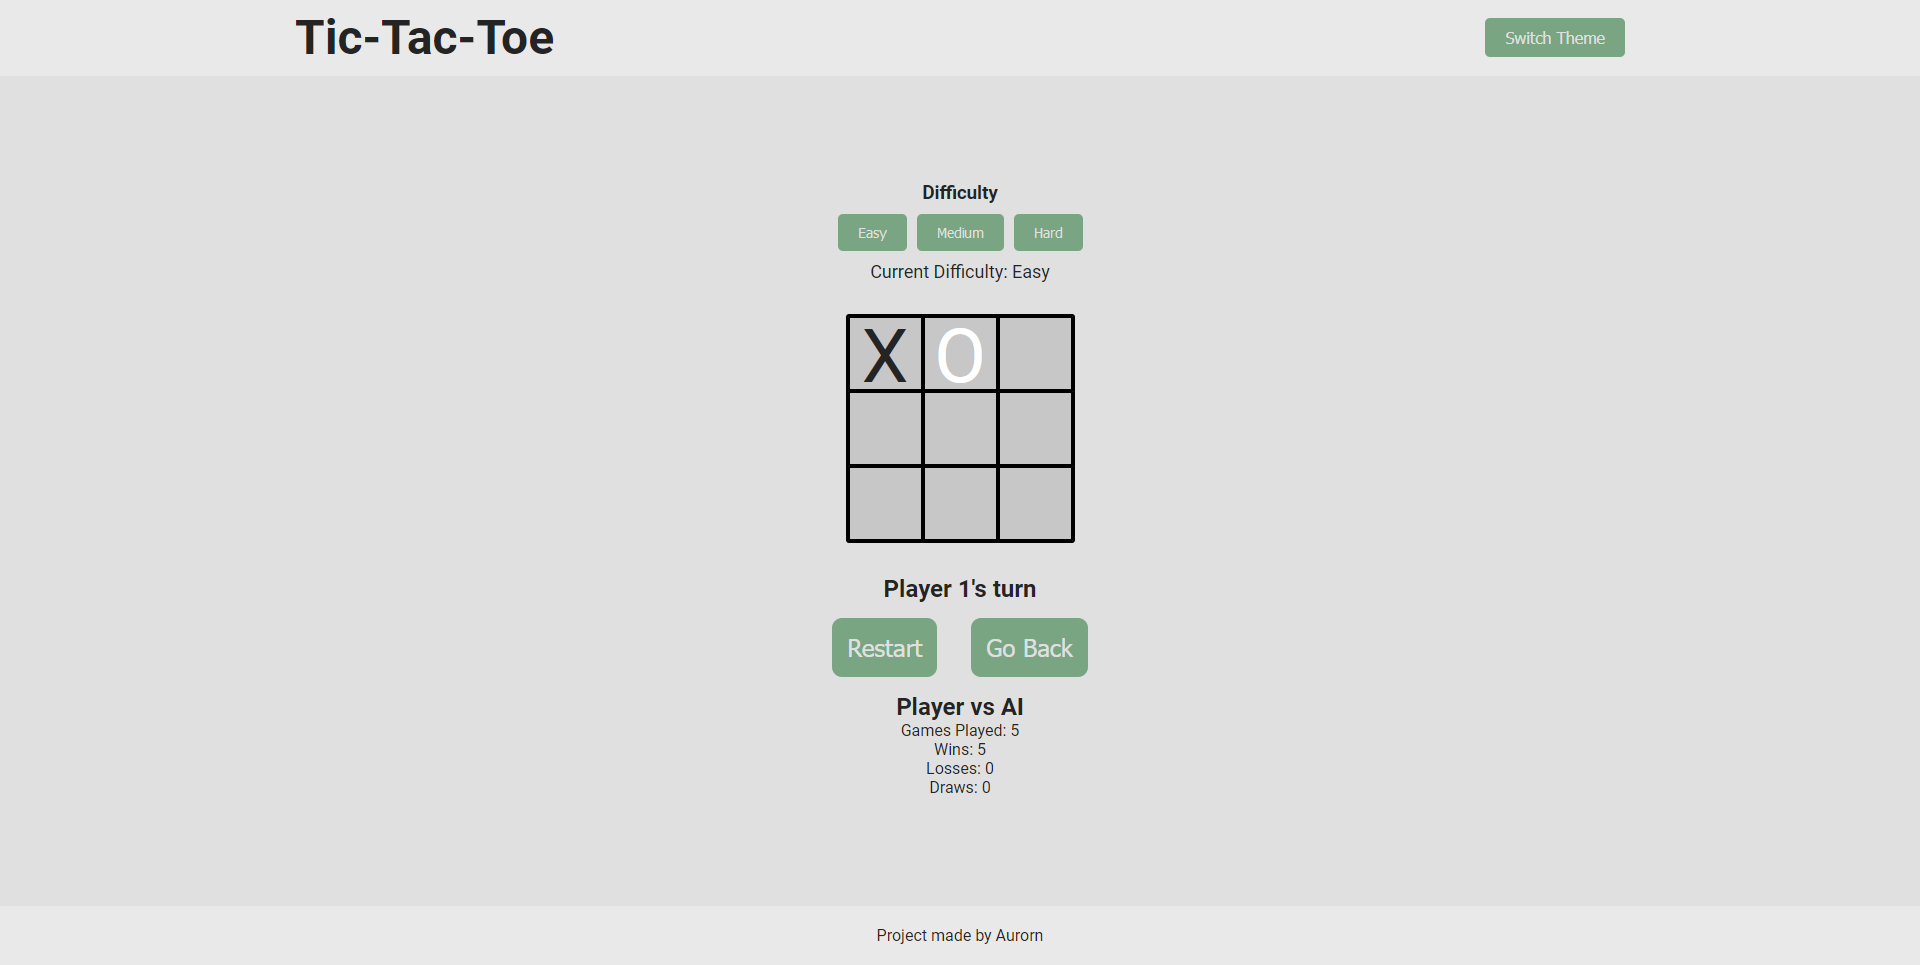 Tic-Tac-Toe
Switch Theme
Difficulty
Easy Medium Hard
Current Difficulty: Easy
X O
Player 1's turn
Restart Go Back
Player vs AI
Games Played: 5
Wins: 5
Losses: 0
Draws: 0
Project made by Aurorn